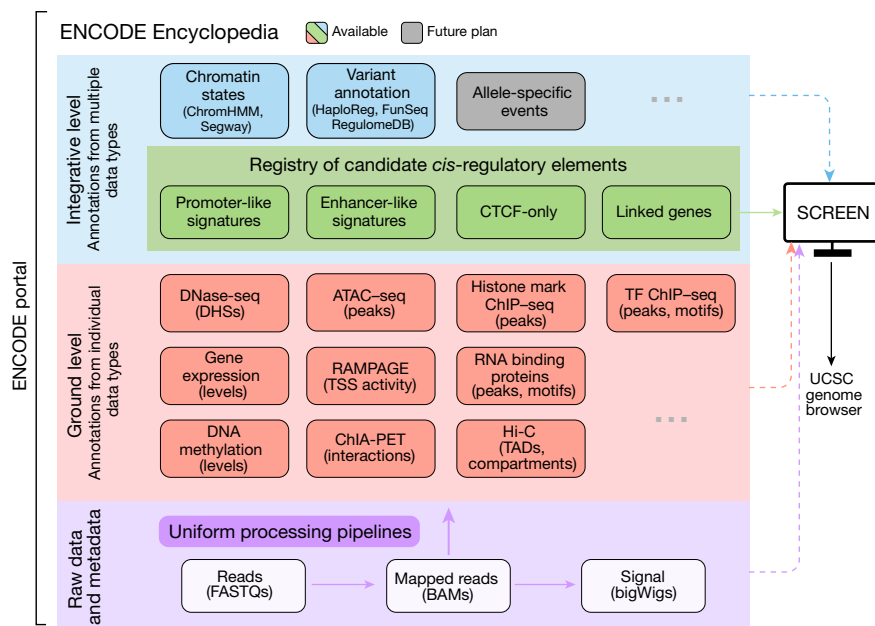 ENCODE Encyclopedia
Available
Future plan
ENCODE portal
Integrative level
Annotations from multiple
data types
Chromatin
states
(ChromHMM,
Segway)
Variant
annotation
(HaploReg, FunSeq
RegulomeDB)
Allele-specific
events
...
Registry of candidate cis-regulatory elements
Promoter-like
signatures
Enhancer-like
signatures
CTCF-only
Linked genes
SCREEN
UCSC
genome
browser
Ground level
Annotations from individual
data types
DNase-seq
(DHSs)
ATAC–seq
(peaks)
Histone mark
ChIP–seq
(peaks)
TF ChIP–seq
(peaks, motifs)
Gene
expression
(levels)
RAMPAGE
(TSS activity)
RNA binding
proteins
(peaks, motifs)
DNA
methylation
(levels)
ChIA-PET
(interactions)
Hi-C
(TADs,
compartments)
...
Raw data
and metadata
Uniform processing pipelines
Reads
(FASTQs)
Mapped reads
(BAMs)
Signal
(bigWigs)